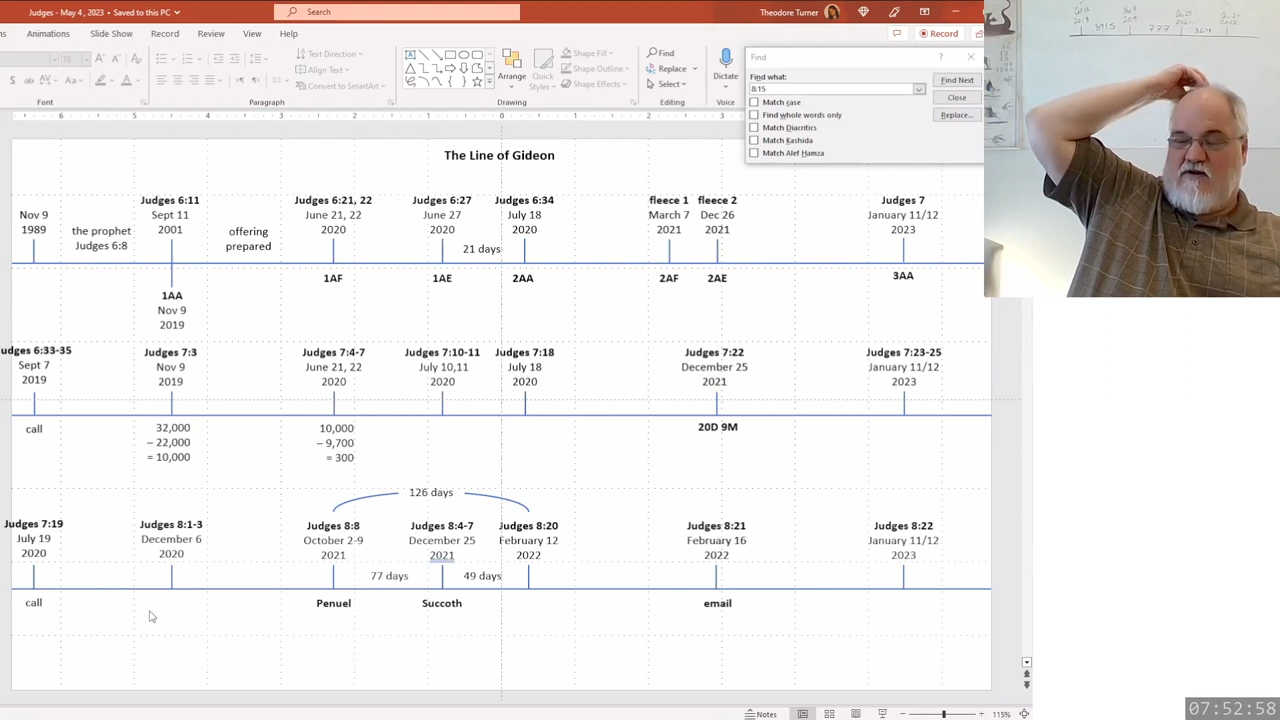 Judges - May 4, 2023 • Saved to this PC
Search
Theodore Turner
Animations
Slide Show
Record
Review
View
Help
Record
Text Direction
Align Text
Convert to SmartArt
Arrange
Quick
Styles
Shape Fill
Shape Outline
Shape Effects
Find
Replace
Select
Dictate
Font
Paragraph
Drawing
Editing
Voice
Find
Find what:
8:15
Match case
Find whole words only
Match Diacritics
Match Kashida
Match Alef Hamza
Find Next
Close
Replace...
The Line of Gideon
Nov 9
1989
the prophet
Judges 6:8
Judges 6:11
Sept 11
2001
offering
prepared
Judges 6:21, 22
June 21, 22
2020
Judges 6:27
June 27
2020
21 days
Judges 6:34
July 18
2020
fleece 1
March 7
2021
fleece 2
Dec 26
2021
Judges 7
January 11/12
2023
1AA
Nov 9
2019
1AF
1AE
2AA
2AF
2AE
3AA
udges 6:33-35
Sept 7
2019
call
Judges 7:3
Nov 9
2019
32,000
– 22,000
= 10,000
Judges 7:4-7
June 21, 22
2020
10,000
– 9,700
= 300
Judges 7:10-11
July 10,11
2020
Judges 7:18
July 18
2020
Judges 7:22
December 25
2021
20D 9M
Judges 7:23-25
January 11/12
2023
126 days
Judges 7:19
July 19
2020
call
Judges 8:1-3
December 6
2020
Judges 8:8
October 2-9
2021
Penuel
77 days
Judges 8:4-7
December 25
2021
Succoth
49 days
Judges 8:20
February 12
2022
Judges 8:21
February 16
2022
email
Judges 8:22
January 11/12
2023
Notes
115%
07:52:58